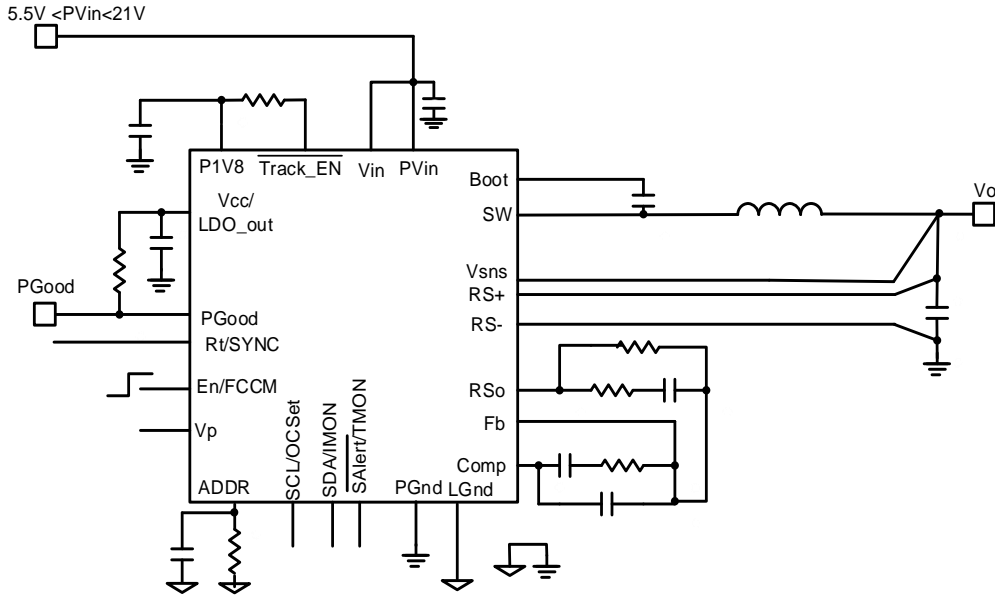 5.5V <PVin<21V
P1V8
Track_EN
Vin
PVin
Boot
Vcc/
LDO_out
SW
Vo
Vsns
RS+
PGood
PGood
RS-
Rt/SYNC
En/FCCM
RSo
Vp
Fb
SCL/OCSet
SDA/IMON
SAlert/TMON
Comp
ADDR
PGnd
LGnd